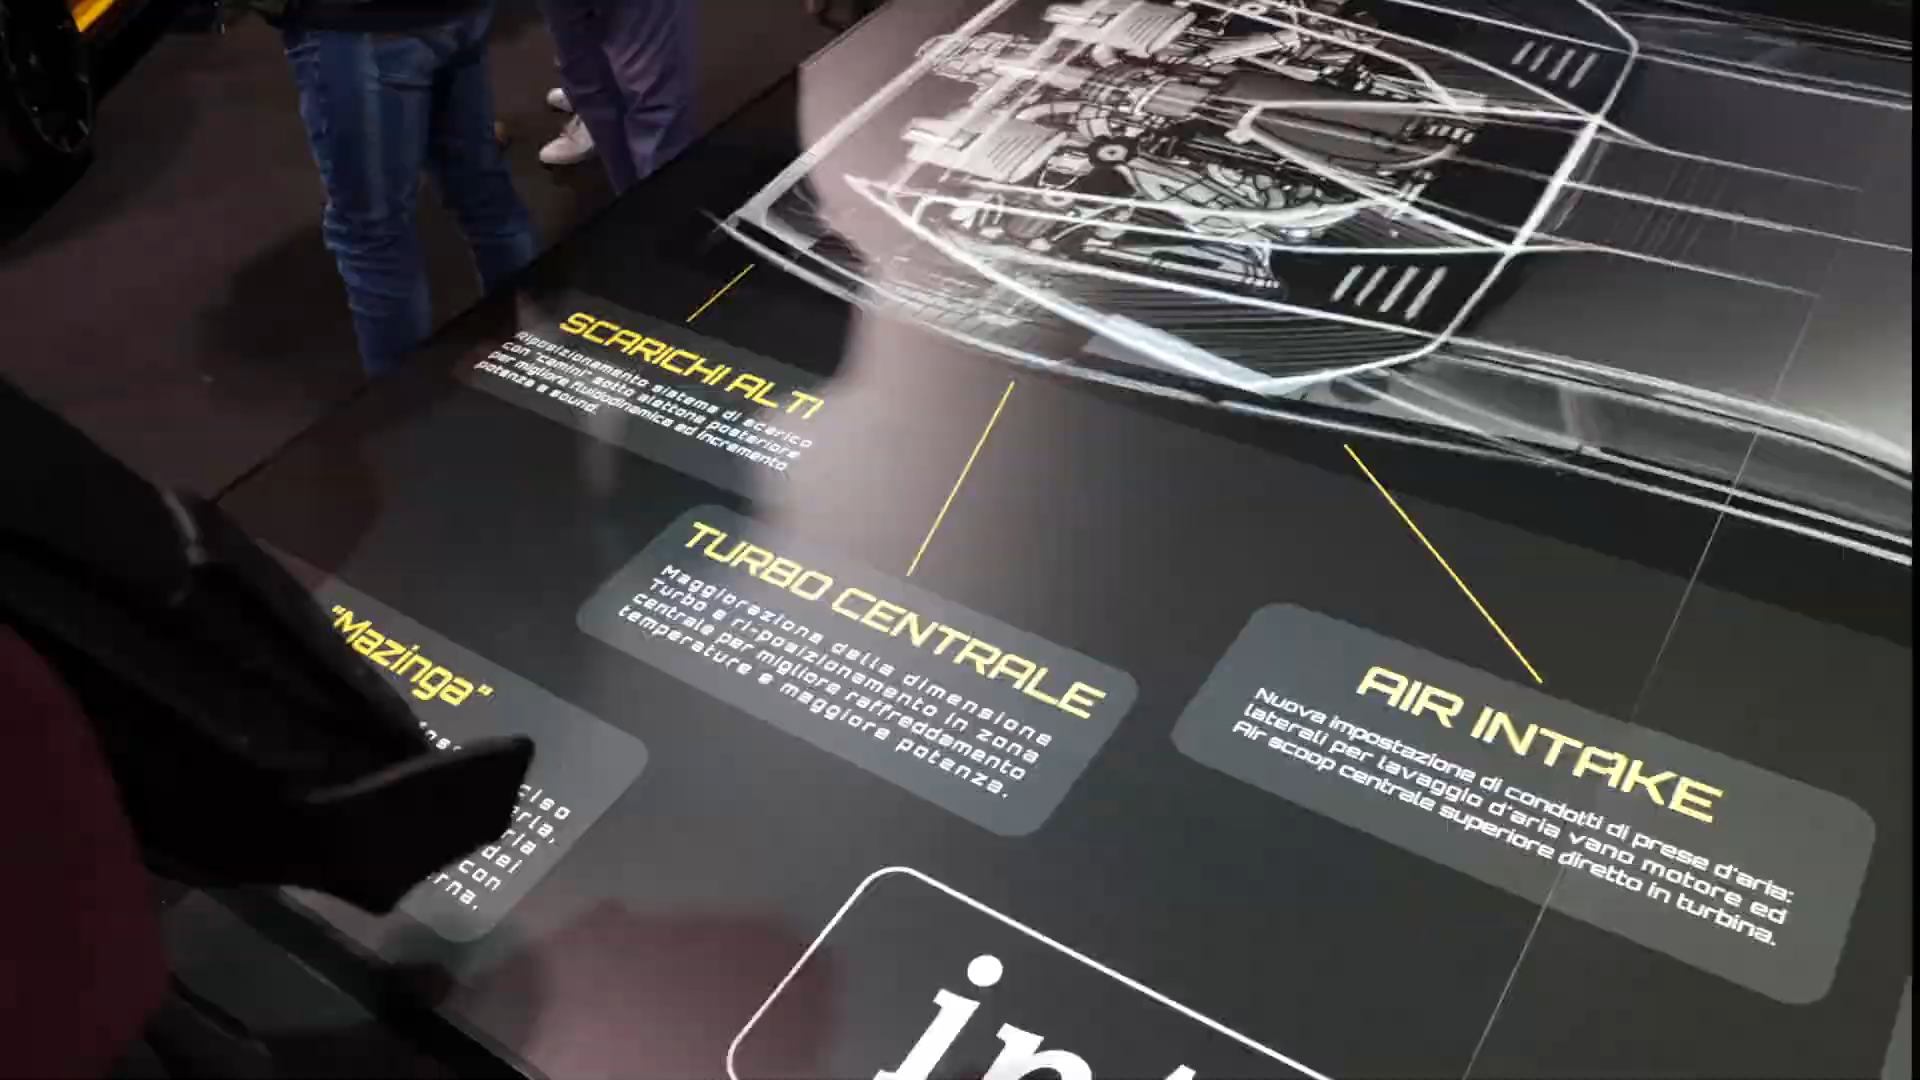 SCARICHI ALTI
Riposizionamento sistema di scarico
con "camini" sotto alettone posteriore
per migliore fluidodinamica ed incremento
potenza e sound.
TURBO CENTRALE
Maggiorazione della dimensione
Turbo e ri-posizionamento in zona
centrale per migliore raffreddamento
temperature e maggiore potenza.
AIR INTAKE
Nuova impostazione di condotti di prese d'aria:
laterali per lavaggio d'aria vano motore ed
Air scoop centrale superiore diretto in turbina.
"Mazinga"
dei
con